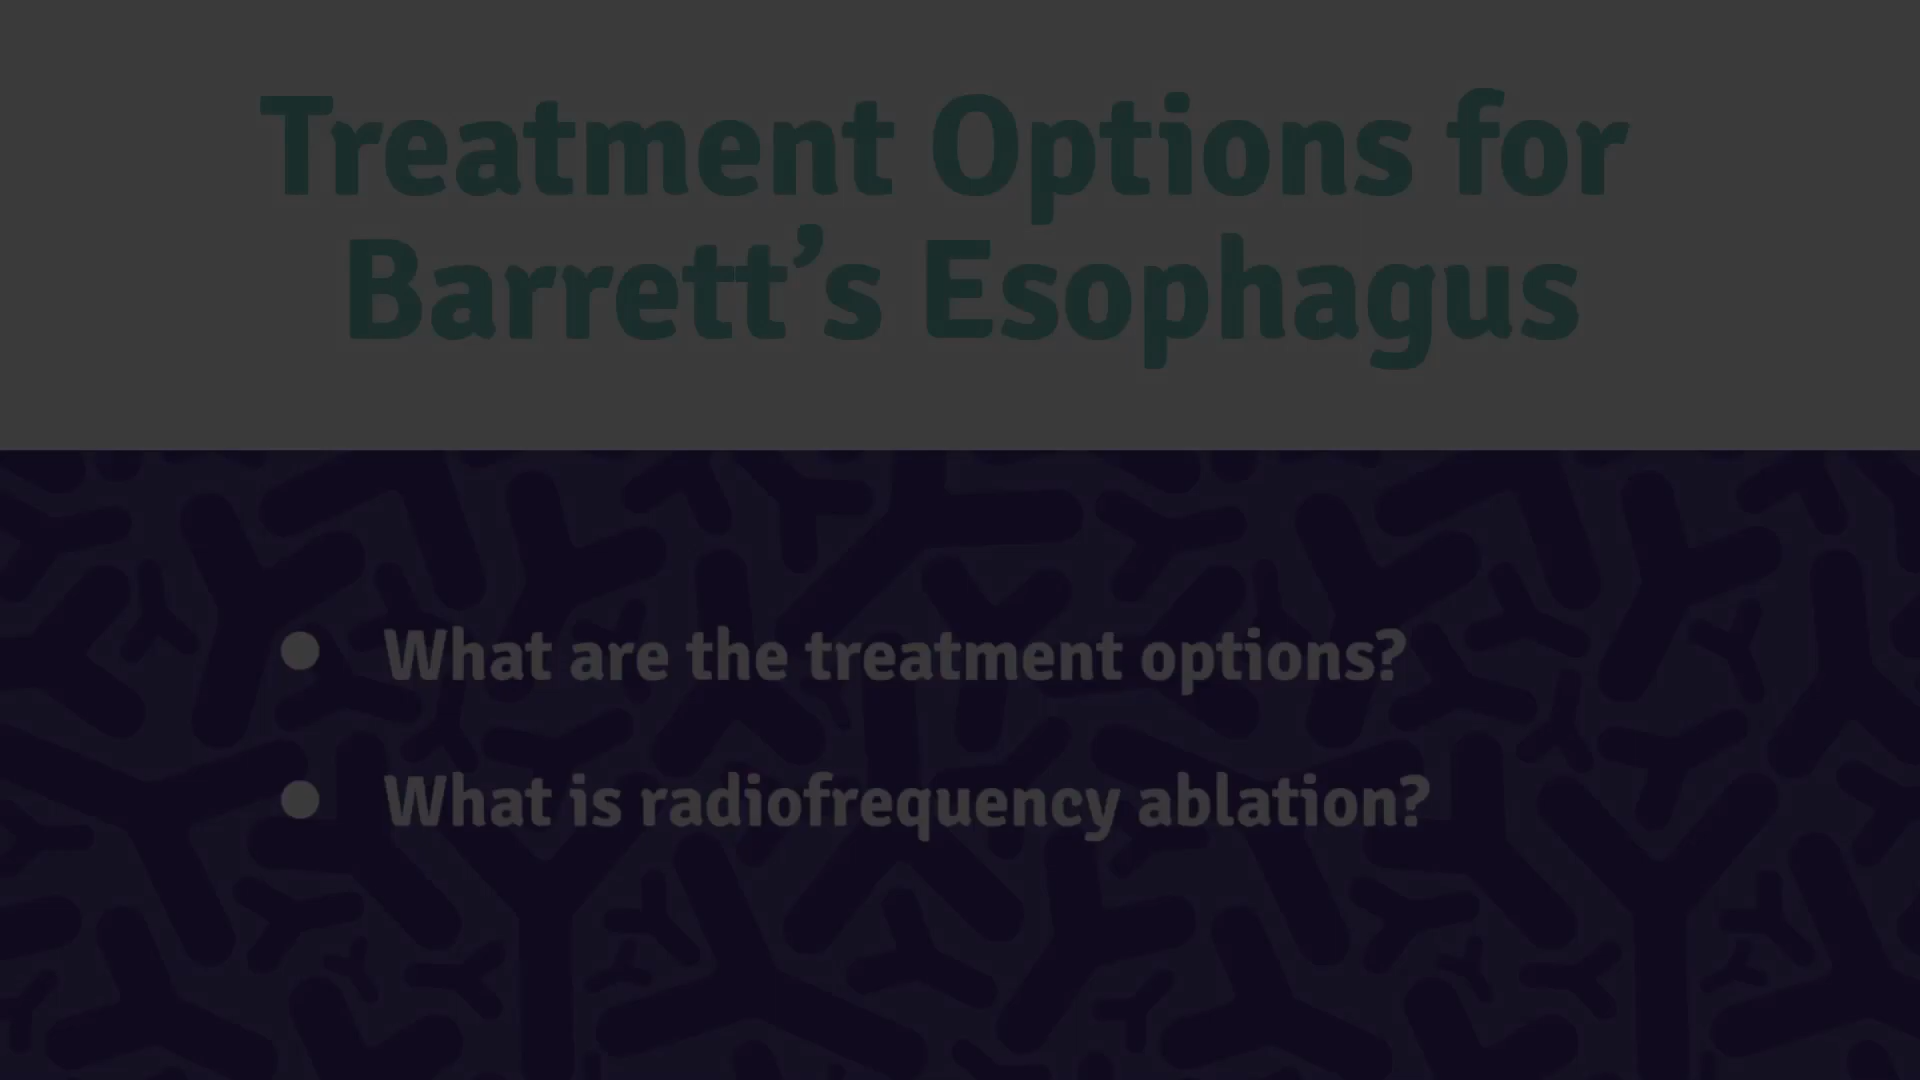 Treatment Options for
Barrett’s Esophagus
• What are the treatment options?
• What is radiofrequency ablation?